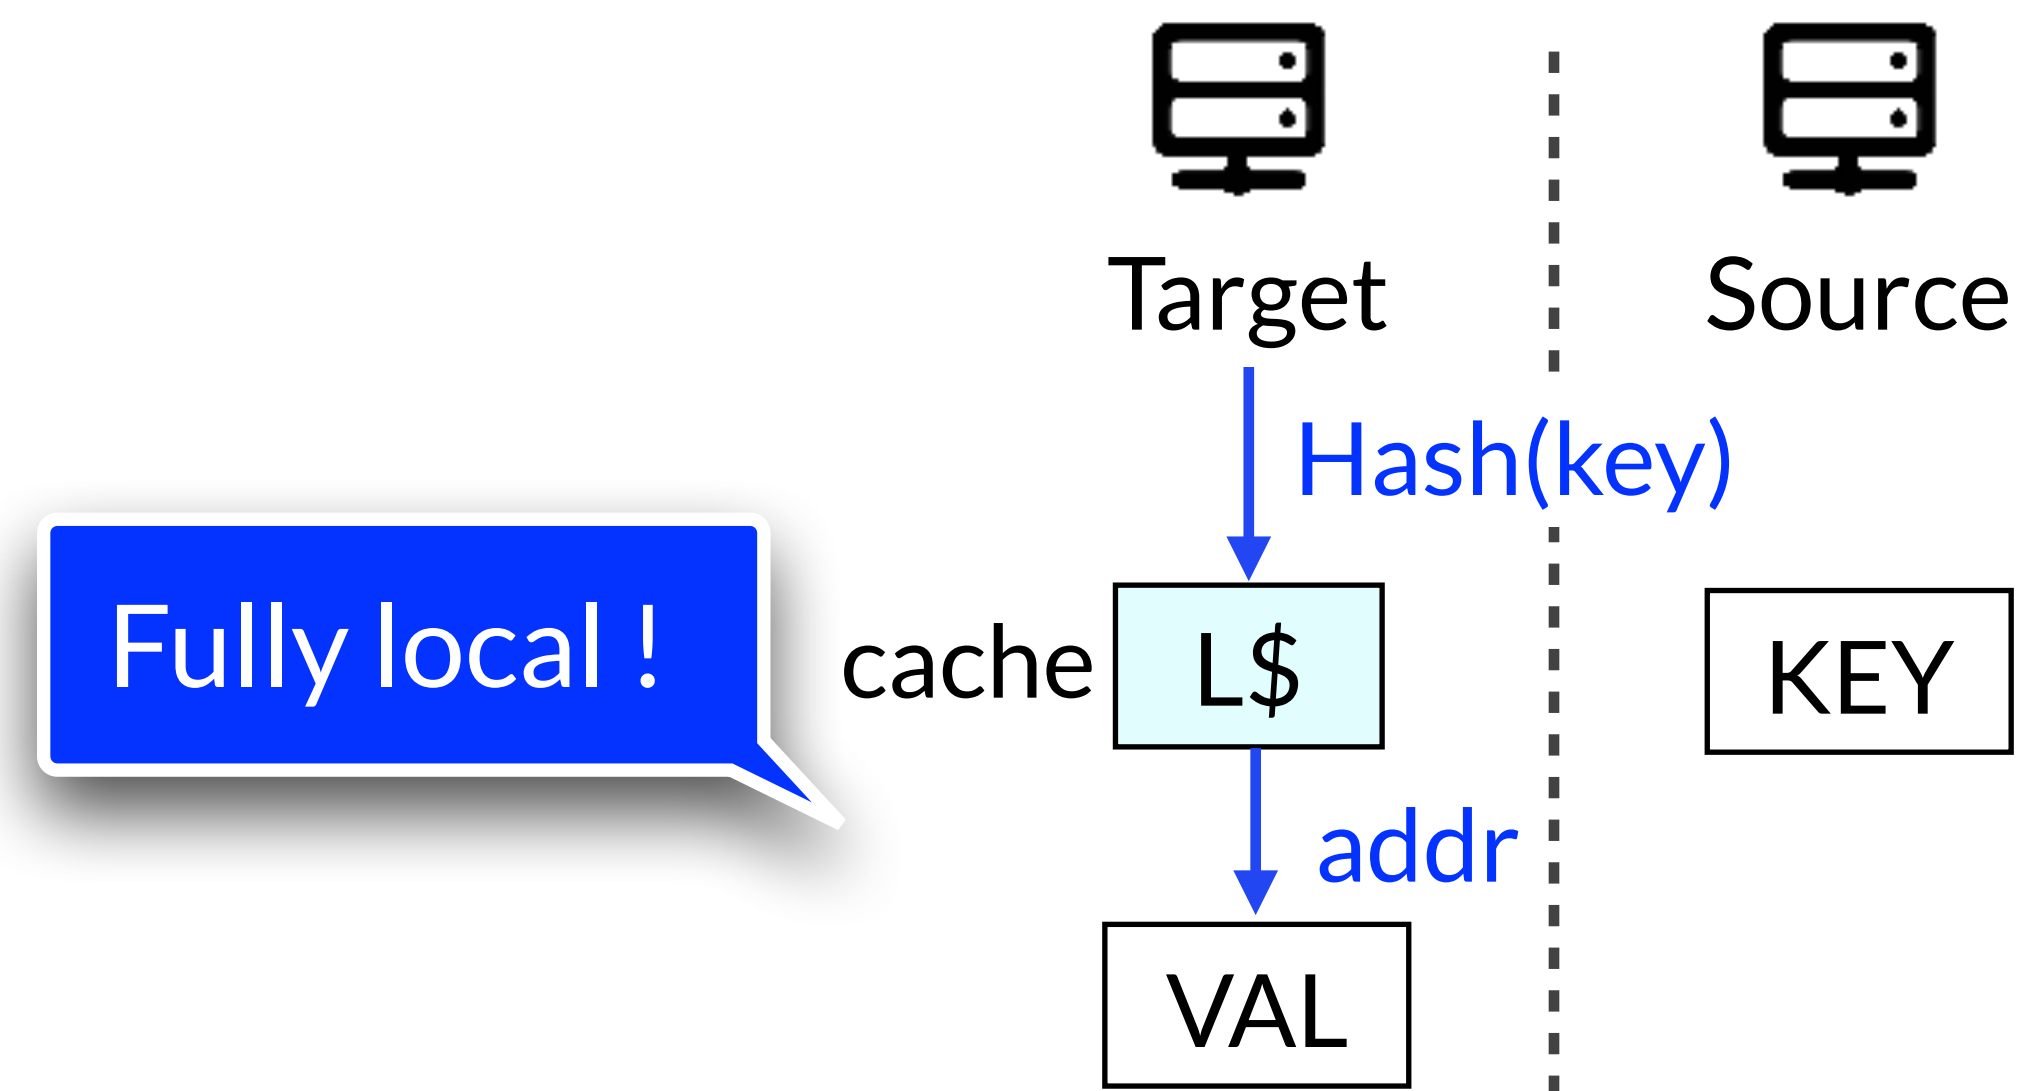 Target
Source
Hash(key)
Fully local !
cache
L$
KEY
addr
VAL